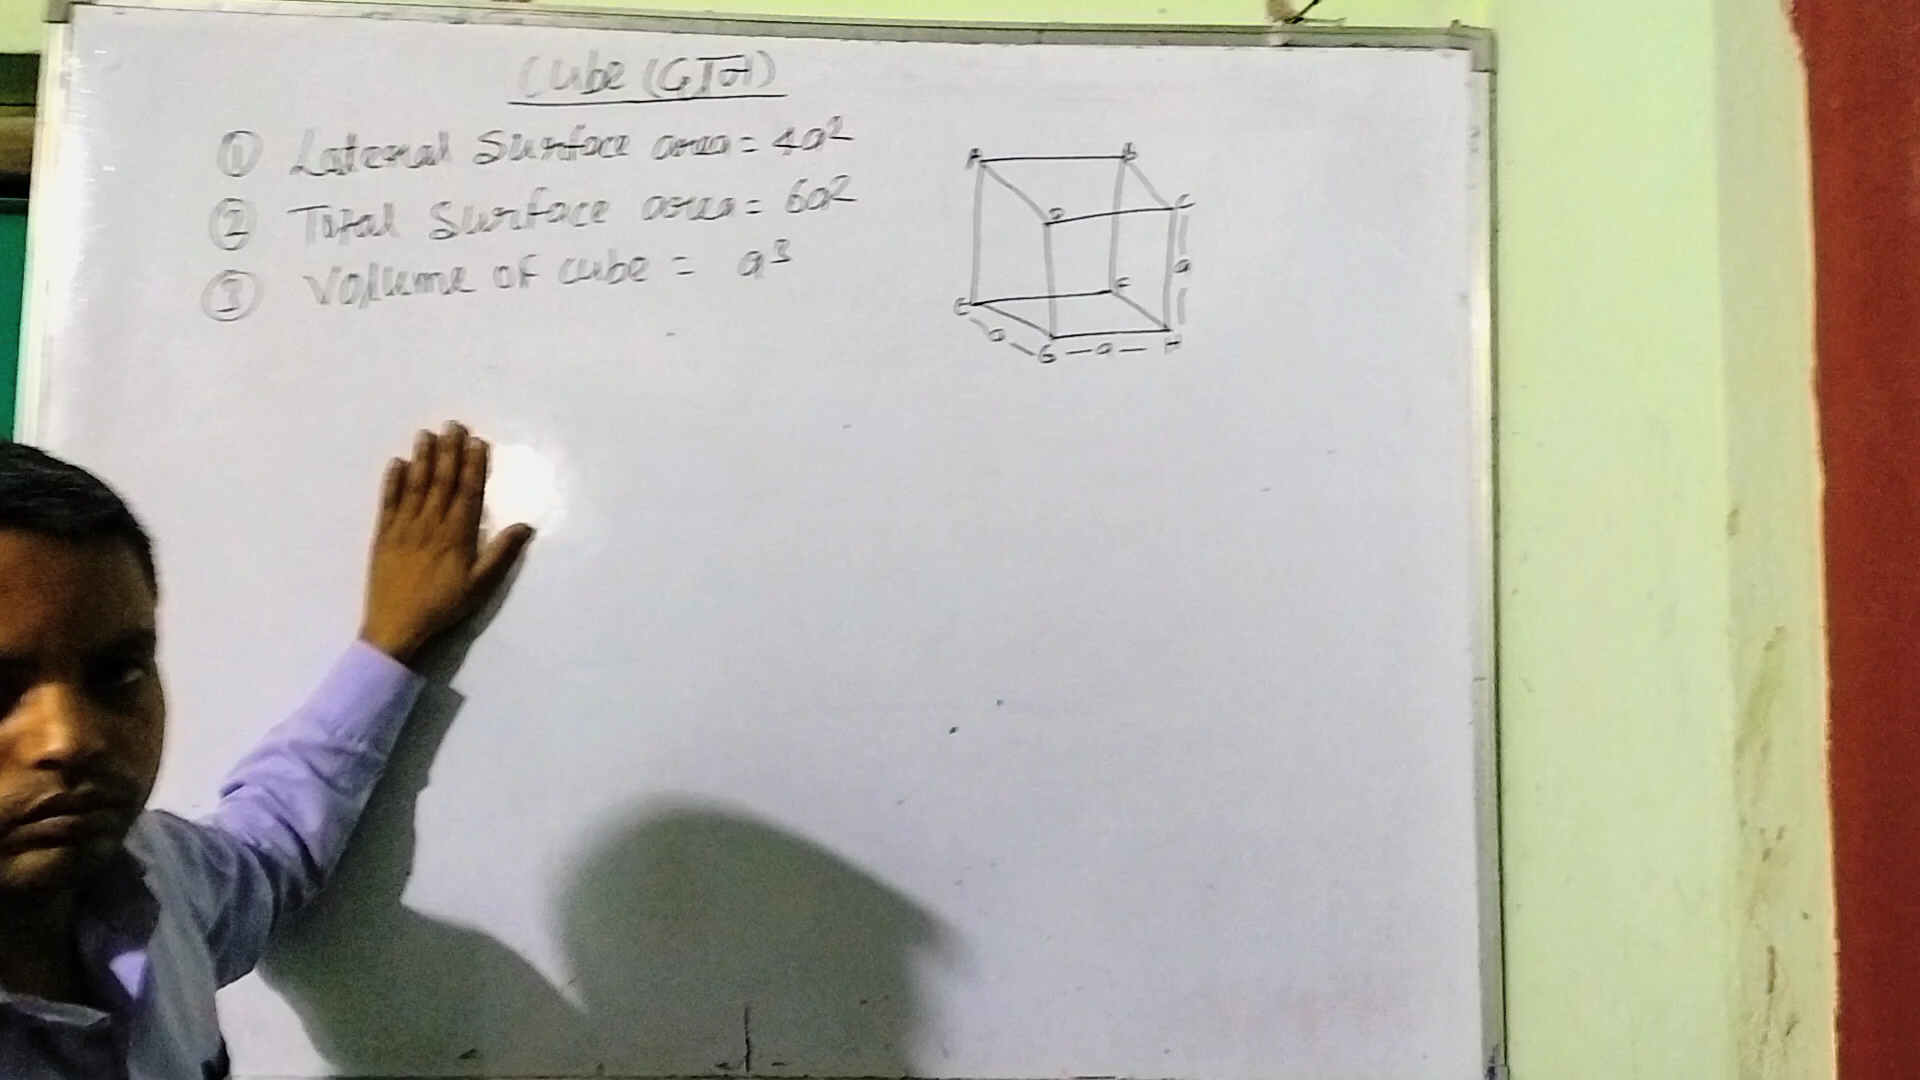 Cube (घन)
① Lateral Surface area = 4a²
② Total Surface area = 6a²
③ Volume of cube = a³
A B
D C
a
E F
a G a H